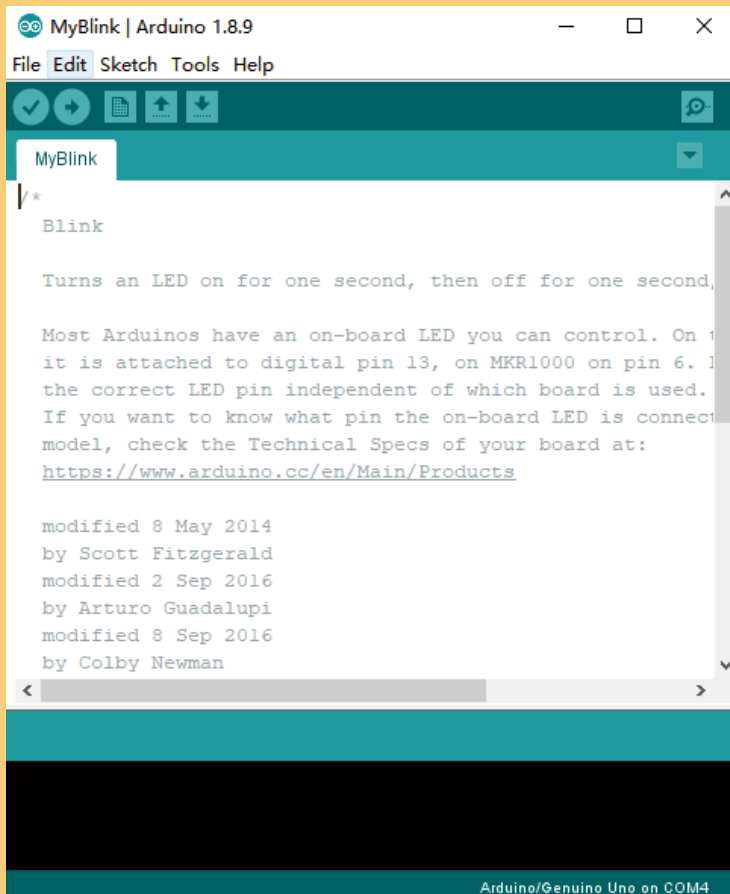 MyBlink | Arduino 1.8.9
File Edit Sketch Tools Help
MyBlink
/*
Blink
Turns an LED on for one second, then off for one second,
Most Arduinos have an on-board LED you can control. On
it is attached to digital pin 13, on MKR1000 on pin 6.
the correct LED pin independent of which board is used.
If you want to know what pin the on-board LED is connect
model, check the Technical Specs of your board at:
https://www.arduino.cc/en/Main/Products
modified 8 May 2014
by Scott Fitzgerald
modified 2 Sep 2016
by Arturo Guadalupi
modified 8 Sep 2016
by Colby Newman
Arduino/Genuino Uno on COM4